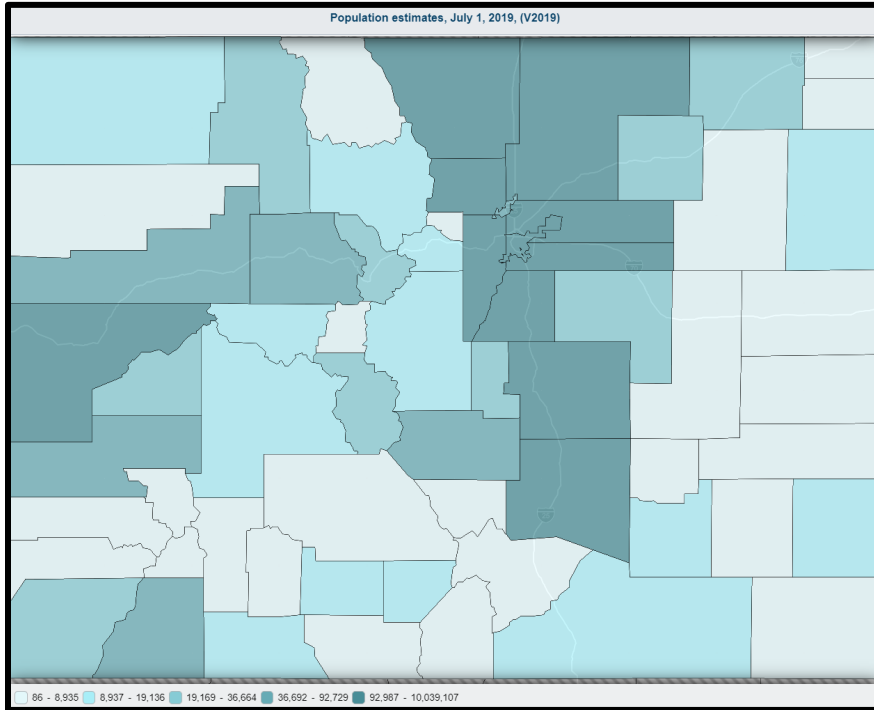 Population estimates, July 1, 2019, (V2019)
86 - 8,935 8,937 - 19,136 19,169 - 36,664 36,692 - 92,729 92,987 - 10,039,107